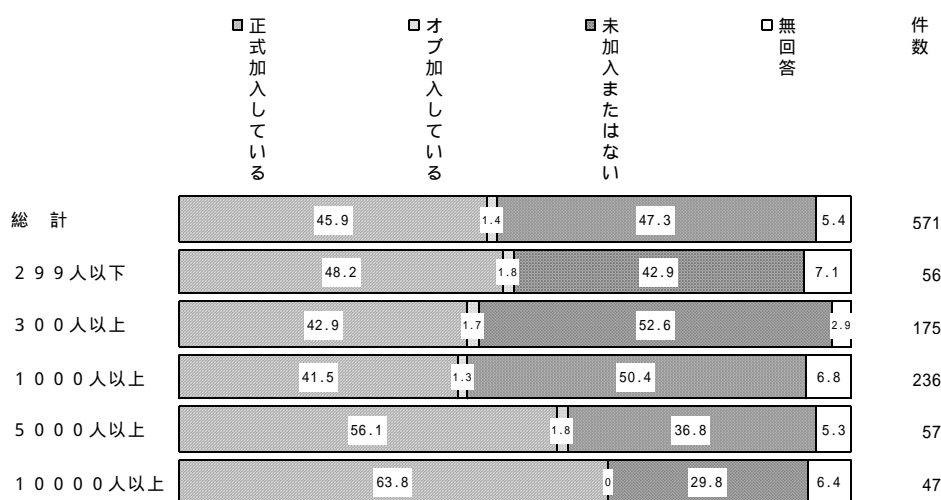 正式加入している
オブ加入している
未加入またはない
無回答
件数
総 計 45.9 1.4 47.3 5.4 571
299人以下 48.2 1.8 42.9 7.1 56
300人以上 42.9 1.7 52.6 2.9 175
1000人以上 41.5 1.3 50.4 6.8 236
5000人以上 56.1 1.8 36.8 5.3 57
10000人以上 63.8 0 29.8 6.4 47